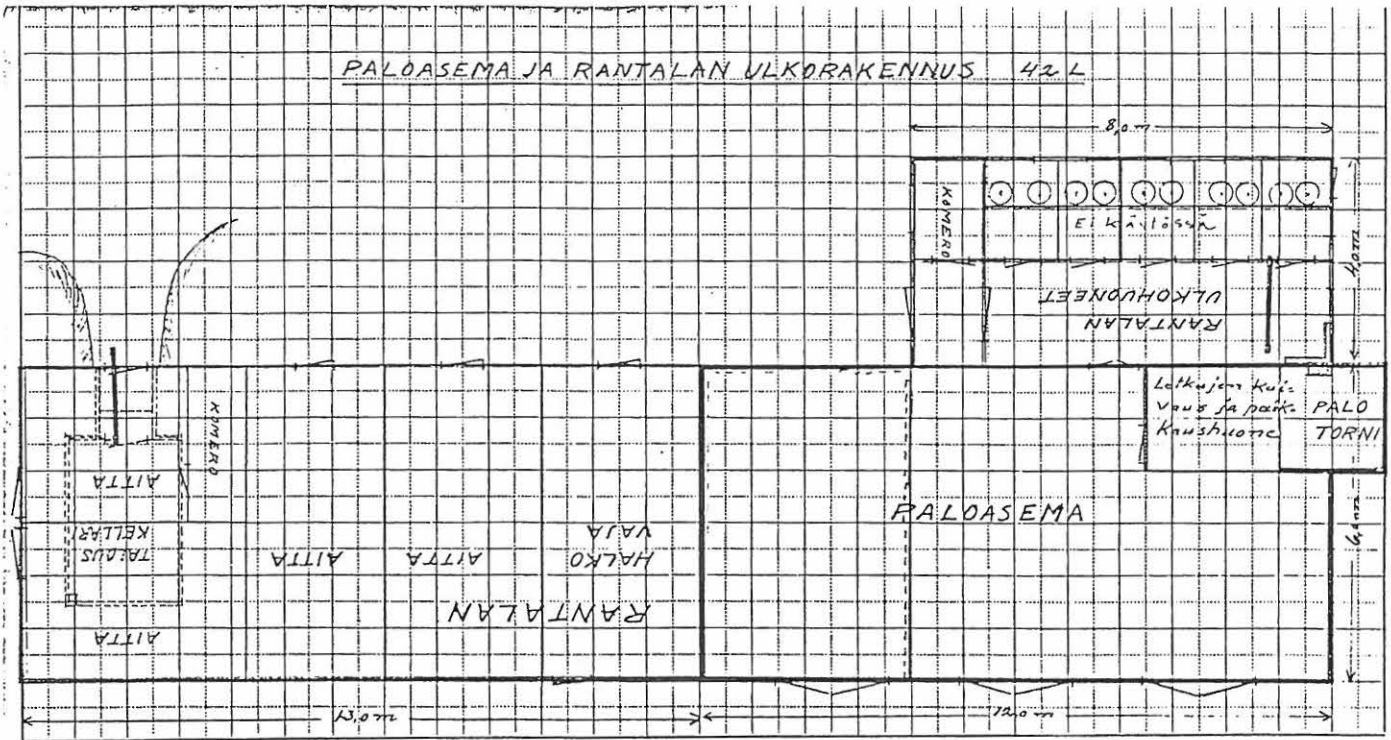 PALOASEMA JA RANTALAN ULKORAKENNUS 42 L
8,0 m
KOMERO
Ei käytössä
4,0 m
RANTALAN
ULKOHUONEET
Letkujen kui-
vaus ja paik-
kaushuone
PALO
TORNI
KOMERO
AITTA
TALOUS
KELLARI
AITTA
AITTA
AITTA
HALKO
VAJA
RANTALAN
PALOASEMA
6,0 m
13,0 m
12,0 m